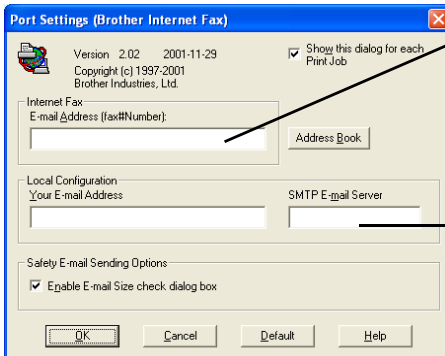 Port Settings (Brother Internet Fax)
Version 2.02 2001-11-29
Copyright (c) 1997-2001
Brother Industries, Ltd.
Show this dialog for each
Print Job
Internet Fax
E-mail Address (fax#Number):
Address Book
Local Configuration
Your E-mail Address
SMTP E-mail Server
Safety E-mail Sending Options
Enable E-mail Size check dialog box
OK
Cancel
Default
Help